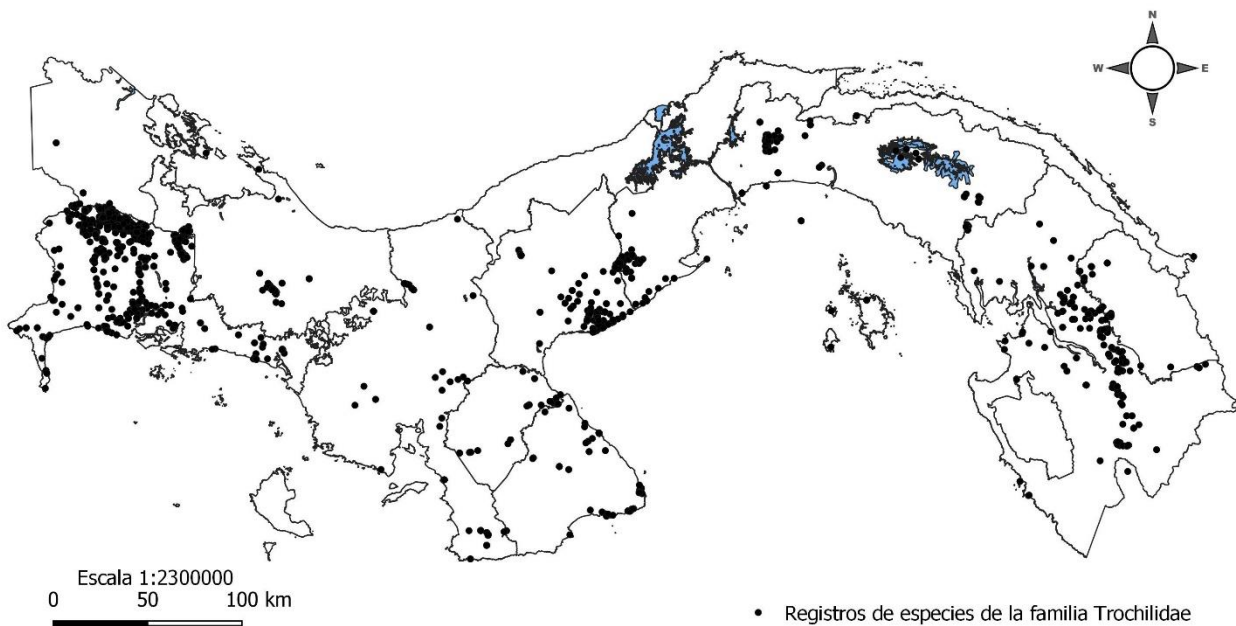 N
W E
S
Escala 1:2300000
0 50 100 km
Registros de especies de la familia Trochilidae